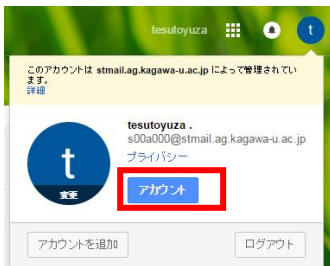 tesutoyuza
t
このアカウントは stmail.ag.kagawa-u.ac.jp によって管理されてい
ます。
詳細
tesutoyuza .
s00a000@stmail.ag.kagawa-u.ac.jp
プライバシー
t
変更
アカウント
アカウントを追加
ログアウト